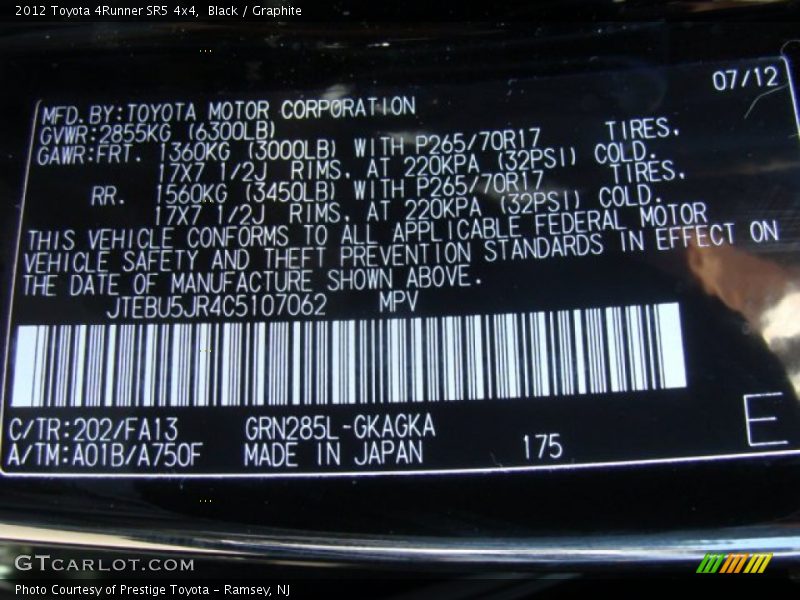 2012 Toyota 4Runner SR5 4x4,  Black / Graphite
07/12
MFD. BY:TOYOTA MOTOR CORPORATION
GVWR:2855KG (6300LB)
GAWR:FRT. 1360KG (3000LB) WITH P265/70R17 TIRES,
17X7 1/2J RIMS, AT 220KPA (32PSI) COLD.
RR. 1560KG (3450LB) WITH P265/70R17 TIRES,
17X7 1/2J RIMS, AT 220KPA (32PSI) COLD.
THIS VEHICLE CONFORMS TO ALL APPLICABLE FEDERAL MOTOR
VEHICLE SAFETY AND THEFT PREVENTION STANDARDS IN EFFECT ON
THE DATE OF MANUFACTURE SHOWN ABOVE.
JTEBU5JR4C5107062 MPV
C/TR:202/FA13 GRN285L-GKAGKA
A/TM:A01B/A750F MADE IN JAPAN 175
E
GTCARLOT.COM
Photo Courtesy of Prestige Toyota - Ramsey, NJ